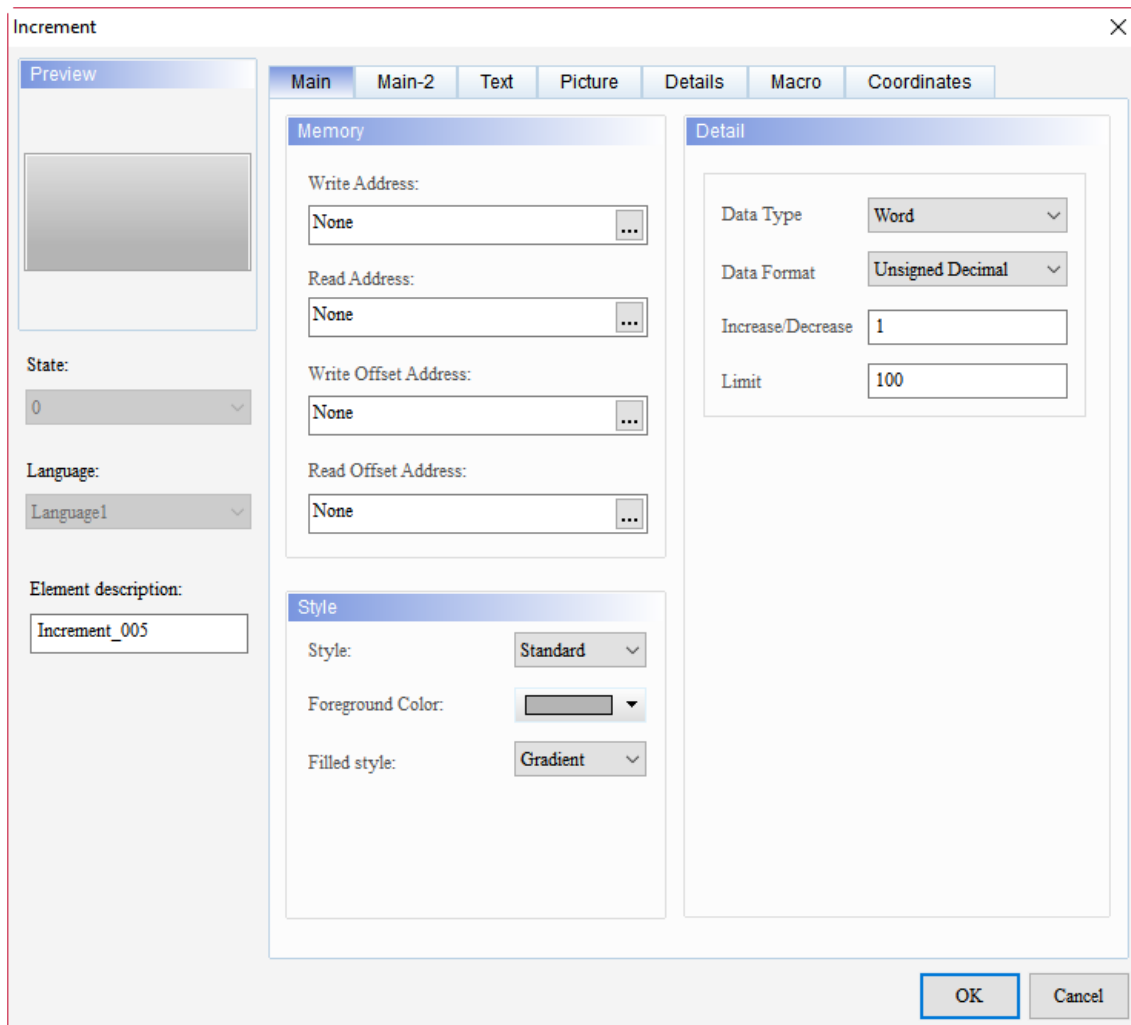 Increment
Preview
State:
0
Language:
Language1
Element description:
Increment_005
Main Main-2 Text Picture Details Macro Coordinates
Memory
Write Address:
None ...
Read Address:
None ...
Write Offset Address:
None ...
Read Offset Address:
None ...
Style
Style: Standard
Foreground Color:
Filled style: Gradient
Detail
Data Type Word
Data Format Unsigned Decimal
Increase/Decrease 1
Limit 100
OK Cancel